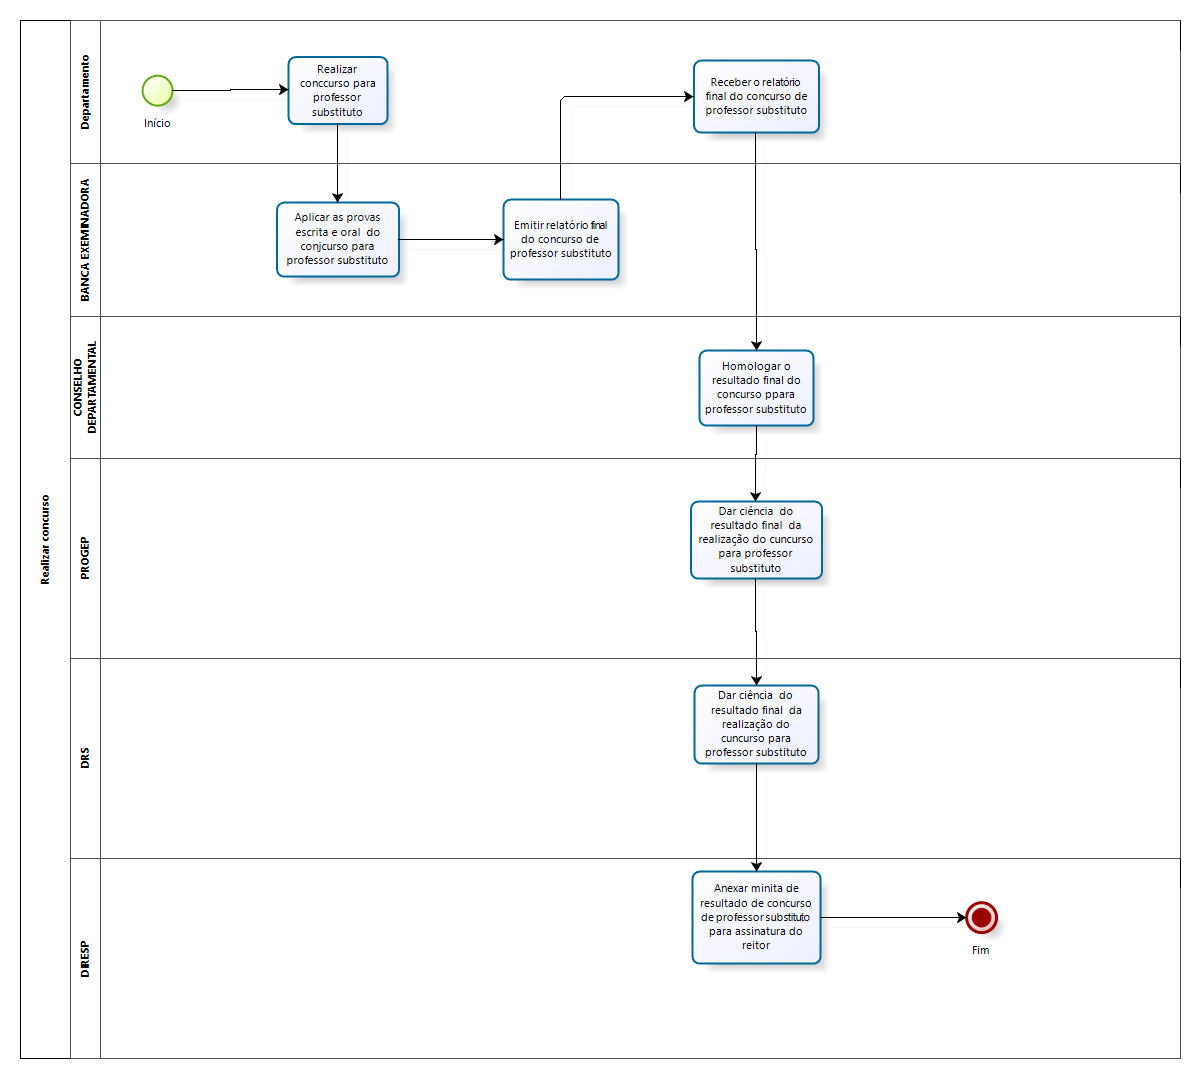 Realizar concurso
Departamento
Início
Realizar
conccurso para
professor
substituto
Receber o relatório
final do concurso de
professor substituto
BANCA EXEMINADORA
Aplicar as provas
escrita e oral do
conjcurso para
professor substituto
Emitir relatório final
do concurso de
professor substituto
CONSELHO
DEPARTAMENTAL
Homologar o
resultado final do
concurso ppara
professor substituto
PROGEP
Dar ciência do
resultado final da
realização do cuncurso
para professor
substituto
DRS
Dar ciência do
resultado final da
realização do
cuncurso para
professor substituto
DIRESP
Anexar minita de
resultado de concurso
de professor substituto
para assinatura do
reitor
Fim